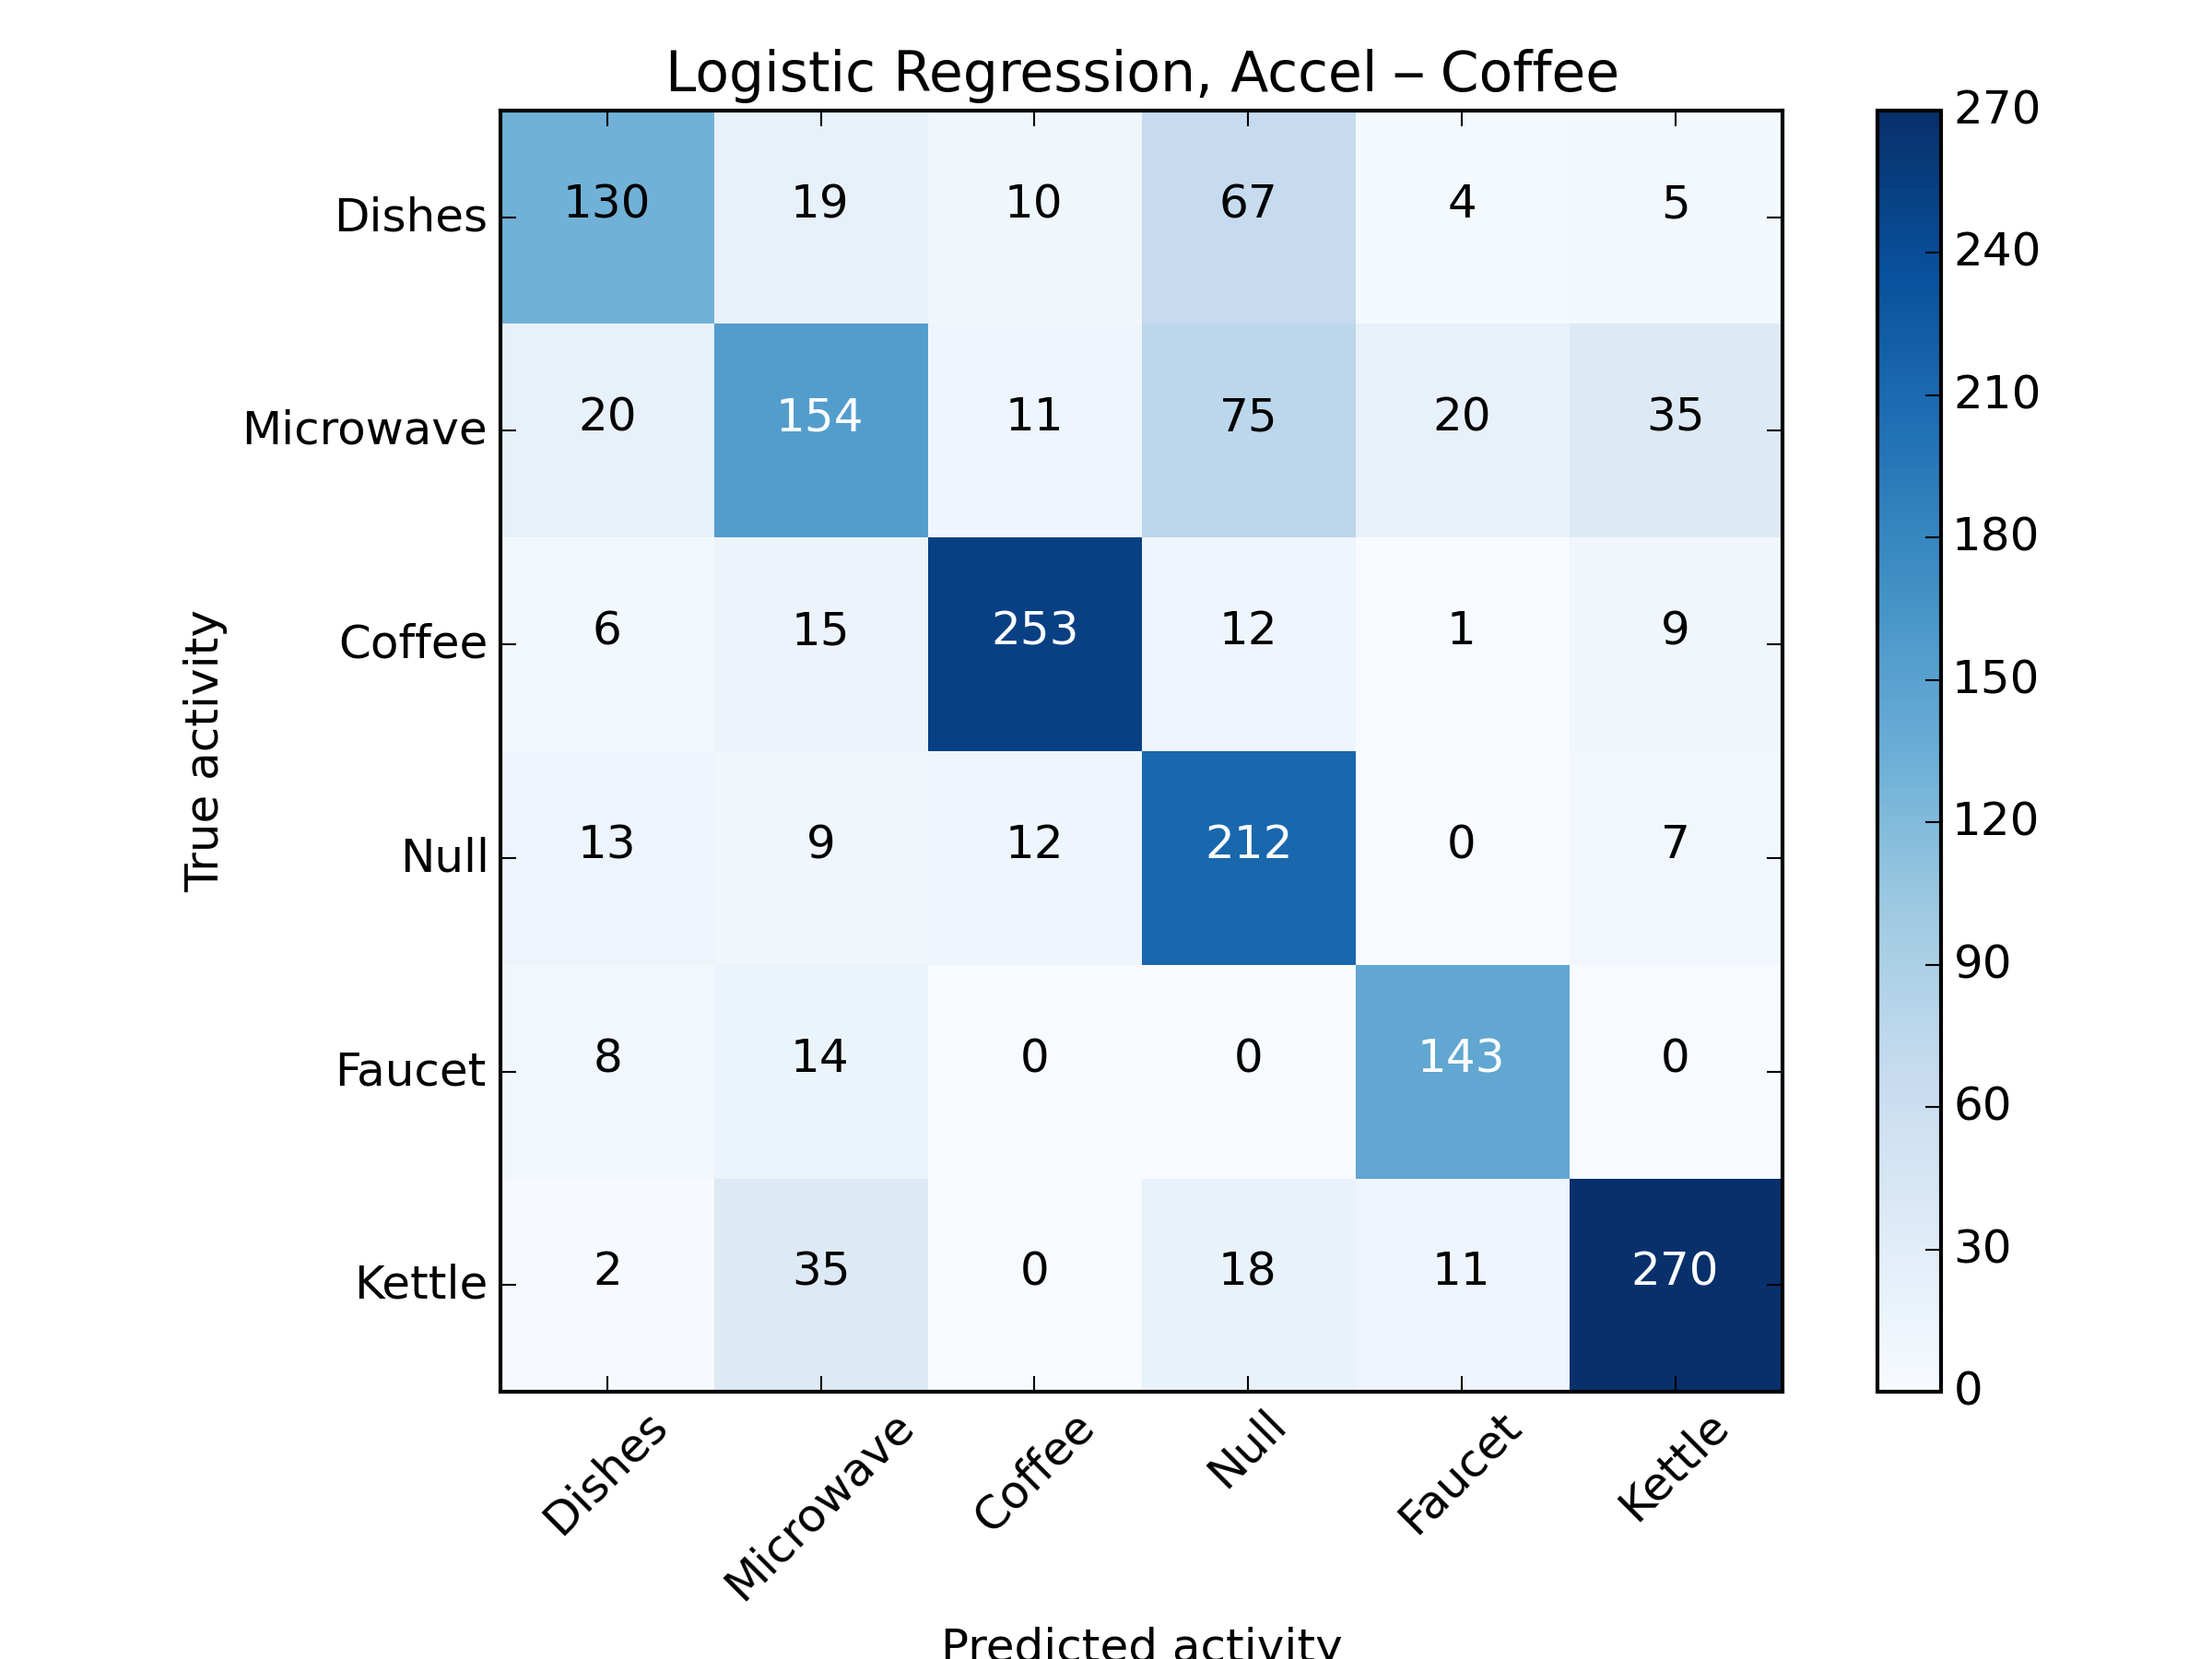 Logistic Regression, Accel – Coffee
True activity
Dishes 130 19 10 67 4 5
Microwave 20 154 11 75 20 35
Coffee 6 15 253 12 1 9
Null 13 9 12 212 0 7
Faucet 8 14 0 0 143 0
Kettle 2 35 0 18 11 270
Dishes Microwave Coffee Null Faucet Kettle
Predicted activity
270
240
210
180
150
120
90
60
30
0